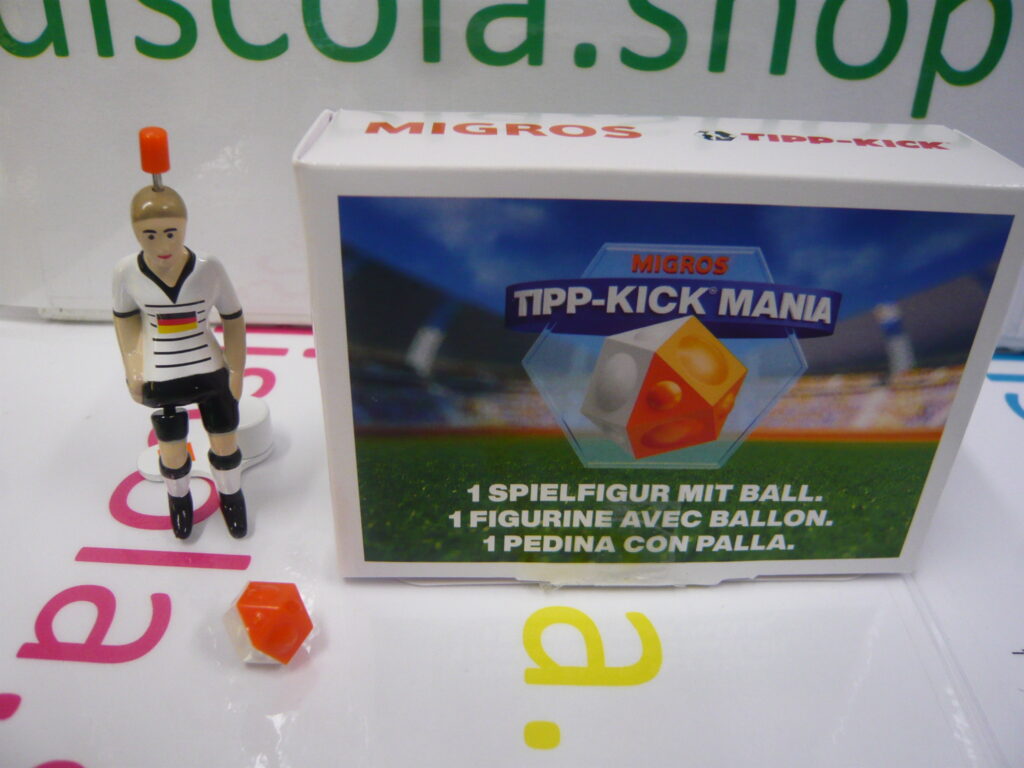 discola.shop
MIGROS
TIPP-KICK
MIGROS
TIPP-KICK® MANIA
1 SPIELFIGUR MIT BALL.
1 FIGURINE AVEC BALLON.
1 PEDINA CON PALLA.